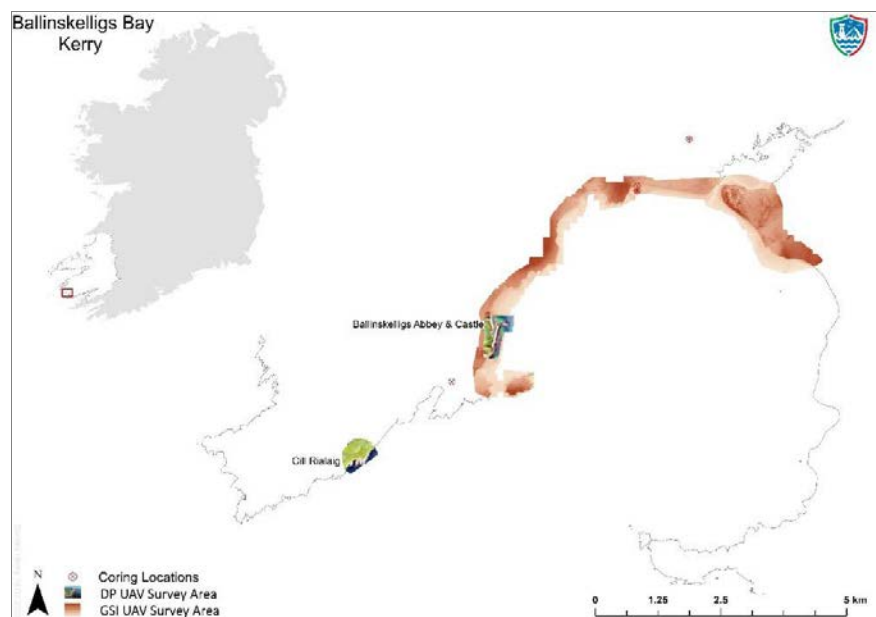 Ballinskelligs Bay
Kerry
Ballinskelligs Abbey & Castle
Cill Rialaig
N
Coring Locations
DP UAV Survey Area
GSI UAV Survey Area
0 1.25 2.5 5 km